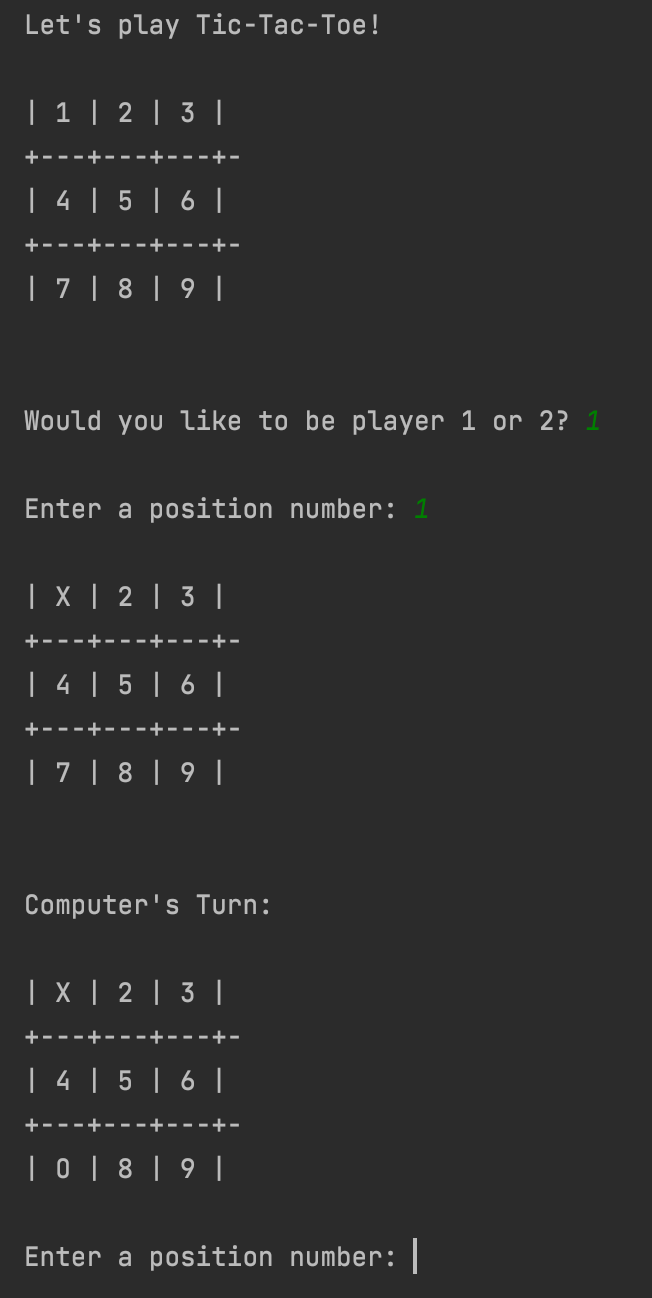 Let's play Tic-Tac-Toe!
| 1 | 2 | 3 |
+---+---+---+-
| 4 | 5 | 6 |
+---+---+---+-
| 7 | 8 | 9 |
Would you like to be player 1 or 2? 1
Enter a position number: 1
| X | 2 | 3 |
+---+---+---+-
| 4 | 5 | 6 |
+---+---+---+-
| 7 | 8 | 9 |
Computer's Turn:
| X | 2 | 3 |
+---+---+---+-
| 4 | 5 | 6 |
+---+---+---+-
| O | 8 | 9 |
Enter a position number: